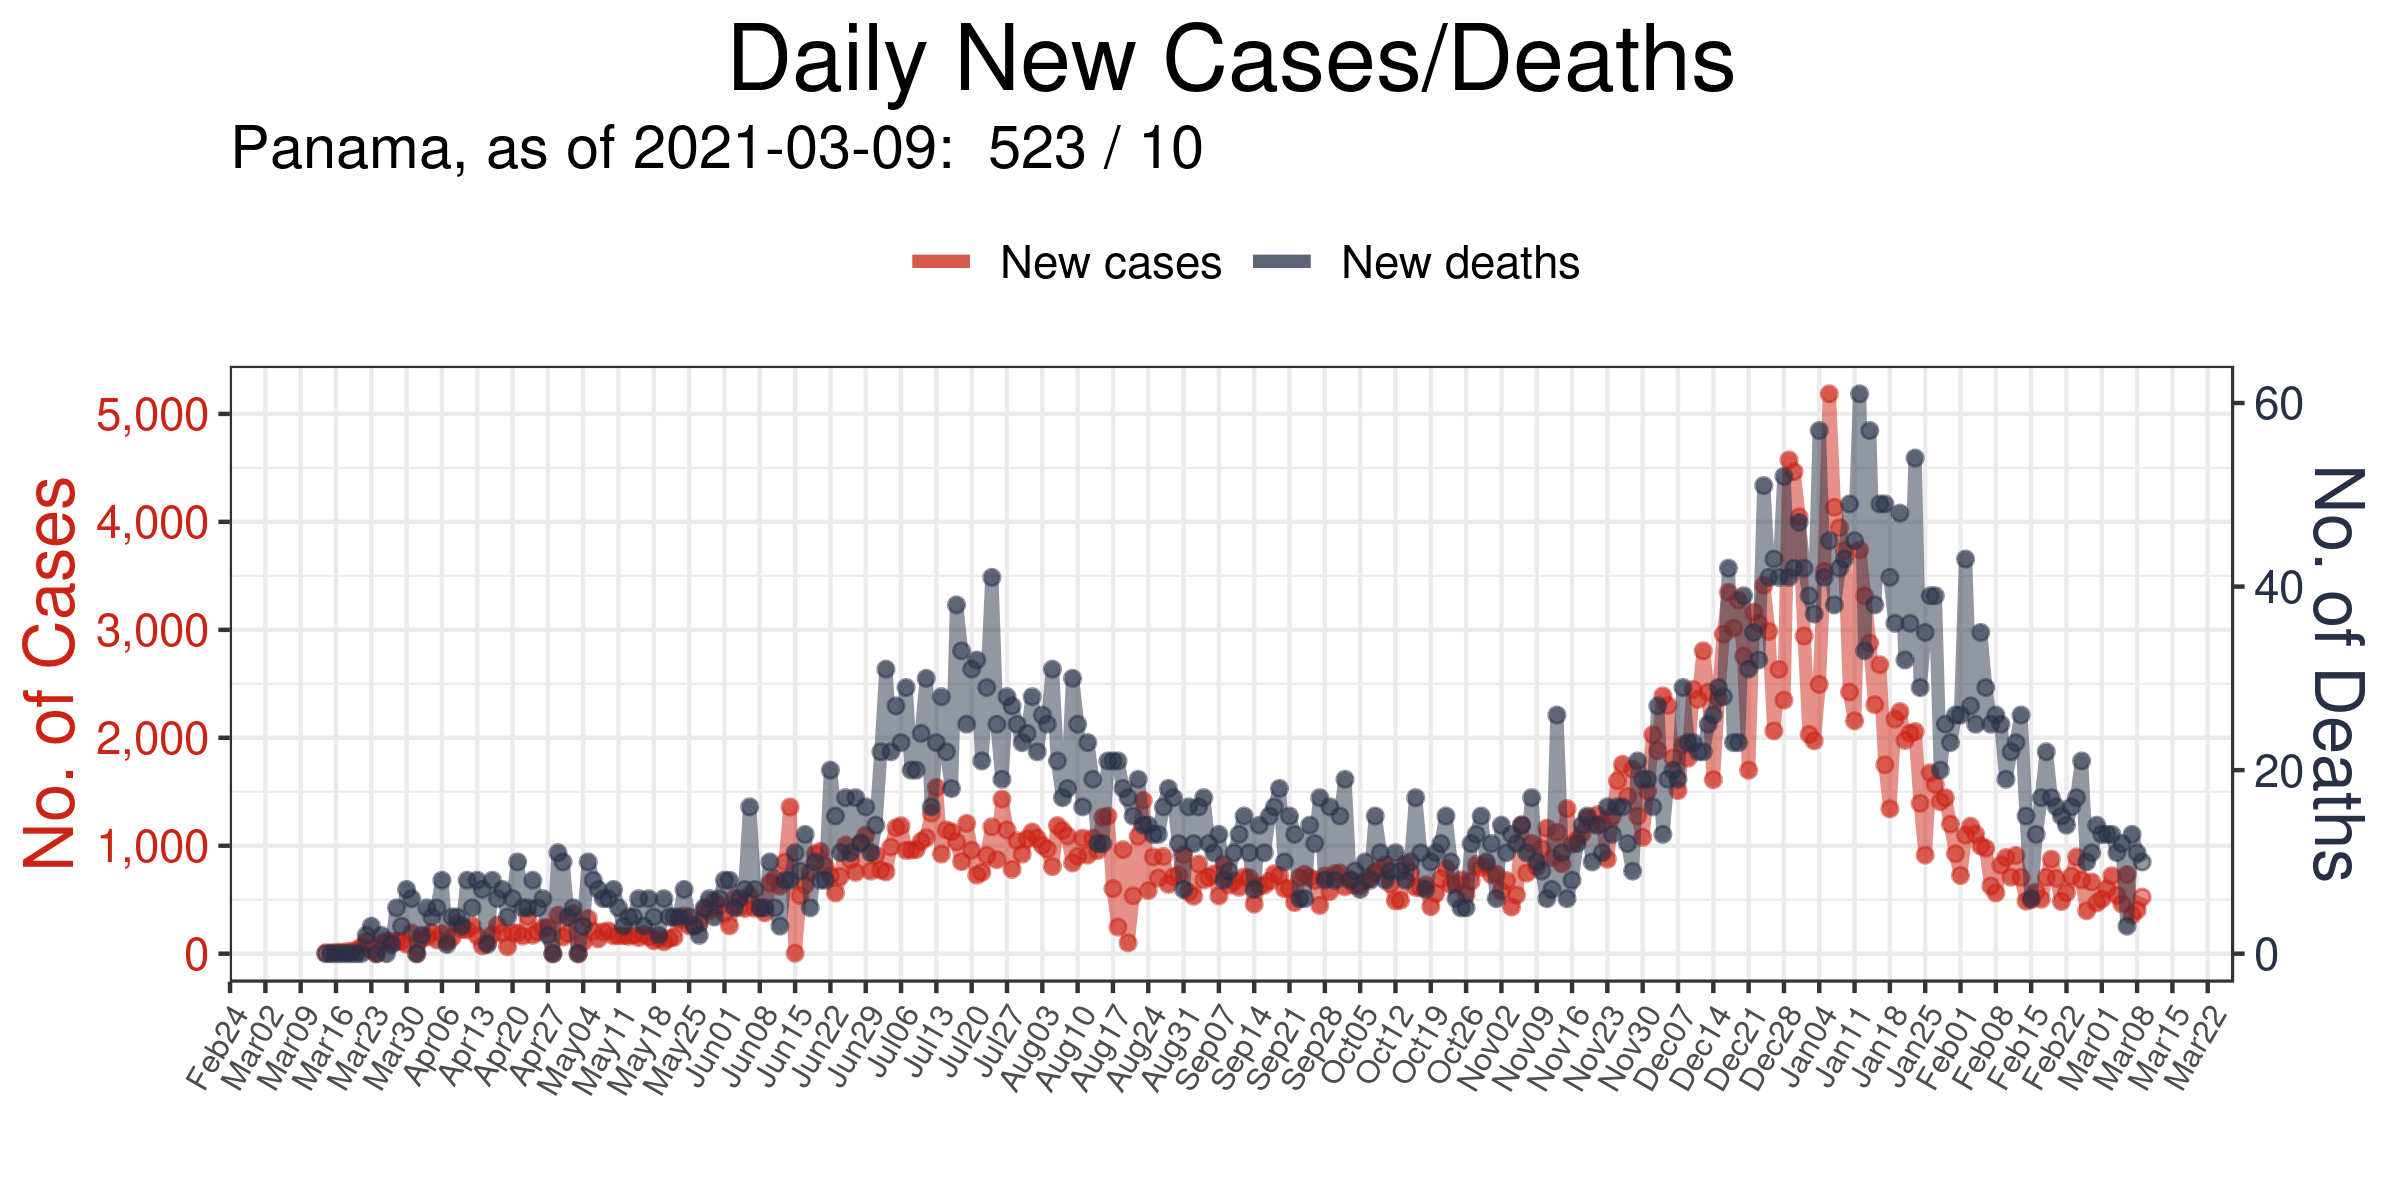 Daily New Cases/Deaths
Panama, as of 2021-03-09:  523 / 10
New cases
New deaths
No. of Cases
5,000
4,000
3,000
2,000
1,000
0
60
40
20
0
No. of Deaths
Feb24
Mar02
Mar09
Mar16
Mar23
Mar30
Apr06
Apr13
Apr20
Apr27
May04
May11
May18
May25
Jun01
Jun08
Jun15
Jun22
Jun29
Jul06
Jul13
Jul20
Jul27
Aug03
Aug10
Aug17
Aug24
Aug31
Sep07
Sep14
Sep21
Sep28
Oct05
Oct12
Oct19
Oct26
Nov02
Nov09
Nov16
Nov23
Nov30
Dec07
Dec14
Dec21
Dec28
Jan04
Jan11
Jan18
Jan25
Feb01
Feb08
Feb15
Feb22
Mar01
Mar08
Mar15
Mar22